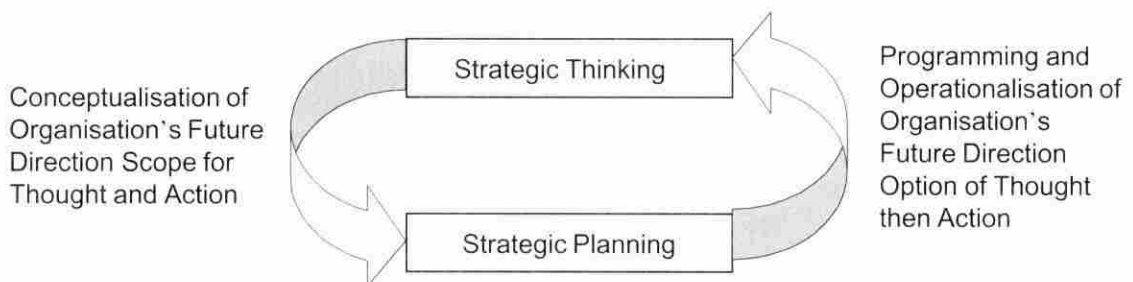 Strategic Thinking
Conceptualisation of
Organisation`s Future
Direction Scope for
Thought and Action
Programming and
Operationalisation of
Organisation`s
Future Direction
Option of Thought
then Action
Strategic Planning